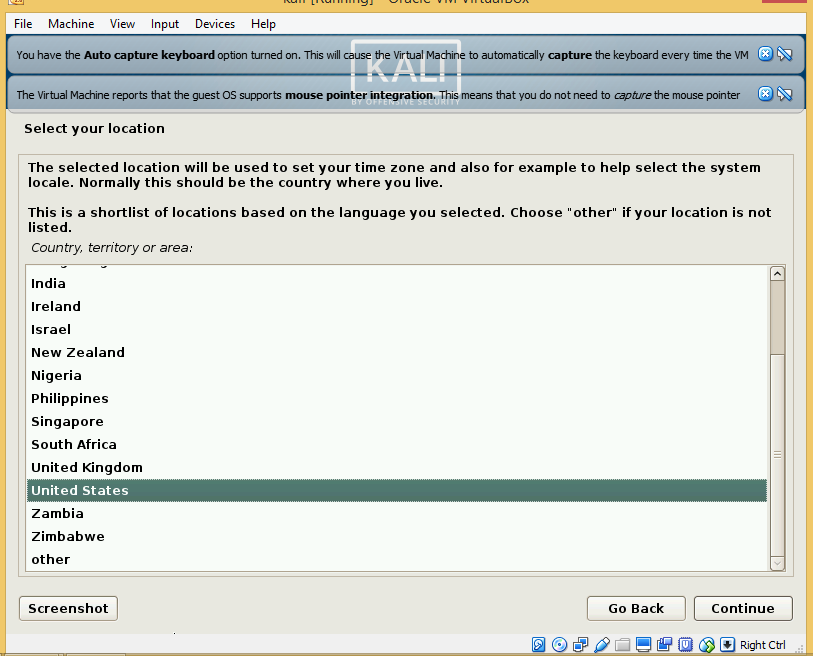 kali [Running] - Oracle VM VirtualBox
File Machine View Input Devices Help
You have the Auto capture keyboard option turned on. This will cause the Virtual Machine to automatically capture the keyboard every time the VM
KALI
The Virtual Machine reports that the guest OS supports mouse pointer integration. This means that you do not need to capture the mouse pointer
BY OFFENSIVE SECURITY
Select your location
The selected location will be used to set your time zone and also for example to help select the system
locale. Normally this should be the country where you live.
This is a shortlist of locations based on the language you selected. Choose "other" if your location is not
listed.
Country, territory or area:
India
Ireland
Israel
New Zealand
Nigeria
Philippines
Singapore
South Africa
United Kingdom
United States
Zambia
Zimbabwe
other
Screenshot
Go Back Continue
Right Ctrl